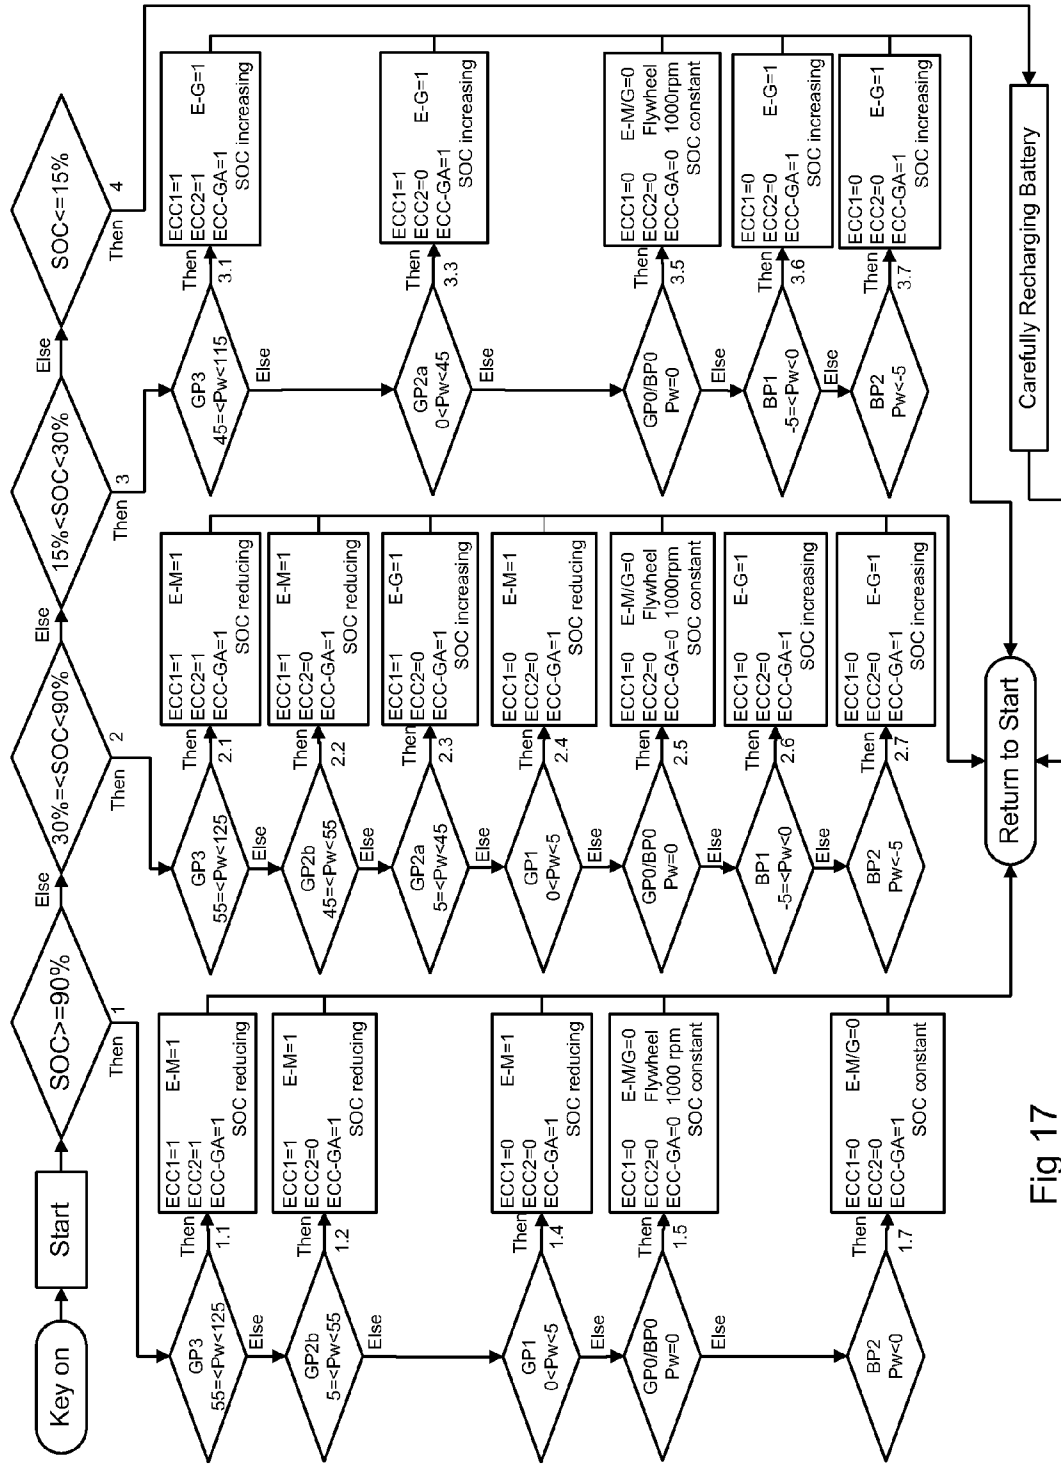 Key on
Start
SOC>=90%
Else
30%=<SOC<90%
Else
15%<SOC<30%
Else
SOC<=15%
Then
1
Then
2
Then
3
Then
4
GP3
55=<Pw<125
Then
1.1
ECC1=1
ECC2=1 E-M=1
ECC-GA=1
SOC reducing
Else
GP2b
5=<Pw<55
Then
1.2
ECC1=1
ECC2=0 E-M=1
ECC-GA=1
SOC reducing
Else
GP1
0<Pw<5
Then
1.4
ECC1=0
ECC2=0 E-M=1
ECC-GA=1
SOC reducing
Else
GP0/BP0
Pw=0
Then
1.5
ECC1=0 E-M/G=0
ECC2=0 Flywheel
ECC-GA=0 1000 rpm
SOC constant
Else
BP2
Pw<0
Then
1.7
ECC1=0 E-M/G=0
ECC2=0
ECC-GA=1
SOC constant
GP3
55=<Pw<125
Then
2.1
ECC1=1 E-M=1
ECC2=1
ECC-GA=1
SOC reducing
Else
GP2b
45=<Pw<55
Then
2.2
ECC1=1 E-M=1
ECC2=0
ECC-GA=1
SOC reducing
Else
GP2a
5=<Pw<45
Then
2.3
ECC1=1
ECC2=0 E-G=1
ECC-GA=1
SOC increasing
Else
GP1
0<Pw<5
Then
2.4
ECC1=0 E-M=1
ECC2=0
ECC-GA=1
SOC reducing
Else
GP0/BP0
Pw=0
Then
2.5
ECC1=0 E-M/G=0
ECC2=0 Flywheel
ECC-GA=0 1000rpm
SOC constant
Else
BP1
-5=<Pw<0
Then
2.6
ECC1=0 E-G=1
ECC2=0
ECC-GA=1
SOC increasing
Else
BP2
Pw<-5
Then
2.7
ECC1=0
ECC2=0 E-G=1
ECC-GA=1
SOC increasing
GP3
45=<Pw<115
Then
3.1
ECC1=1
ECC2=1 E-G=1
ECC-GA=1
SOC increasing
Else
GP2a
0<Pw<45
Then
3.3
ECC1=1
ECC2=0 E-G=1
ECC-GA=1
SOC increasing
Else
GP0/BP0
Pw=0
Then
3.5
ECC1=0 E-M/G=0
ECC2=0 Flywheel
ECC-GA=0 1000rpm
SOC constant
Else
BP1
-5=<Pw<0
Then
3.6
ECC1=0
ECC2=0 E-G=1
ECC-GA=1
SOC increasing
Else
BP2
Pw<-5
Then
3.7
ECC1=0
ECC2=0 E-G=1
ECC-GA=1
SOC increasing
Return to Start
Carefully Recharging Battery
Fig 17